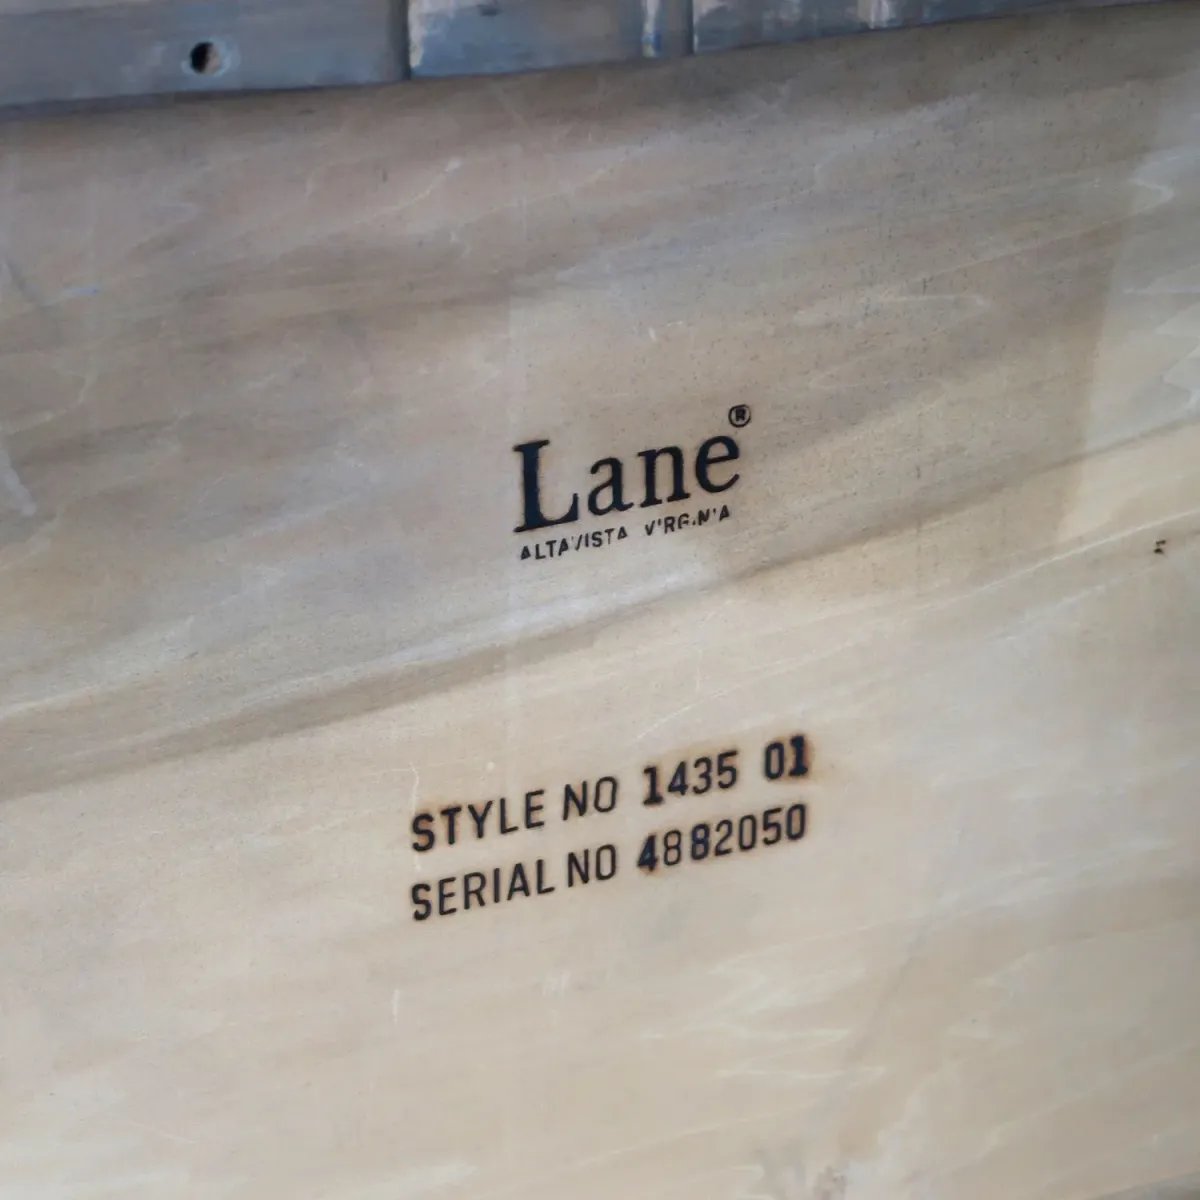 Lane®
ALTAVISTA VIRGINIA
STYLE NO 1435 01
SERIAL NO 4882050